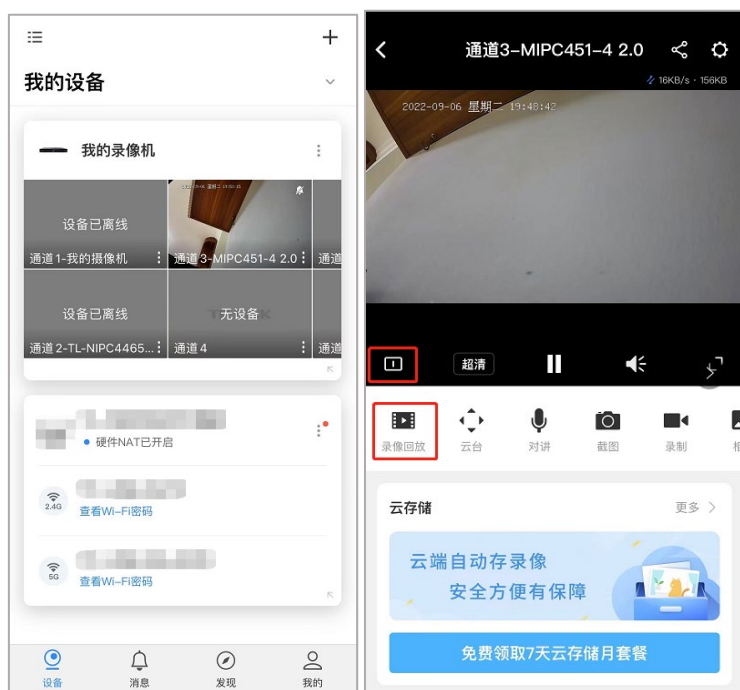 我的设备
我的录像机
设备已离线
通道1-我的摄像机
通道3-MIPC451-4 2.0
通道
设备已离线
通道2-TL-NIPC4465...
无设备
通道4
通道
硬件NAT已开启
2.4G
查看Wi-Fi密码
5G
查看Wi-Fi密码
设备
消息
发现
我的
通道3-MIPC451-4 2.0
16KB/s · 156KB
2022-09-06 星期二 19:48:42
超清
录像回放
云台
对讲
截图
录制
云存储
更多
云端自动存录像
安全方便有保障
免费领取7天云存储月套餐